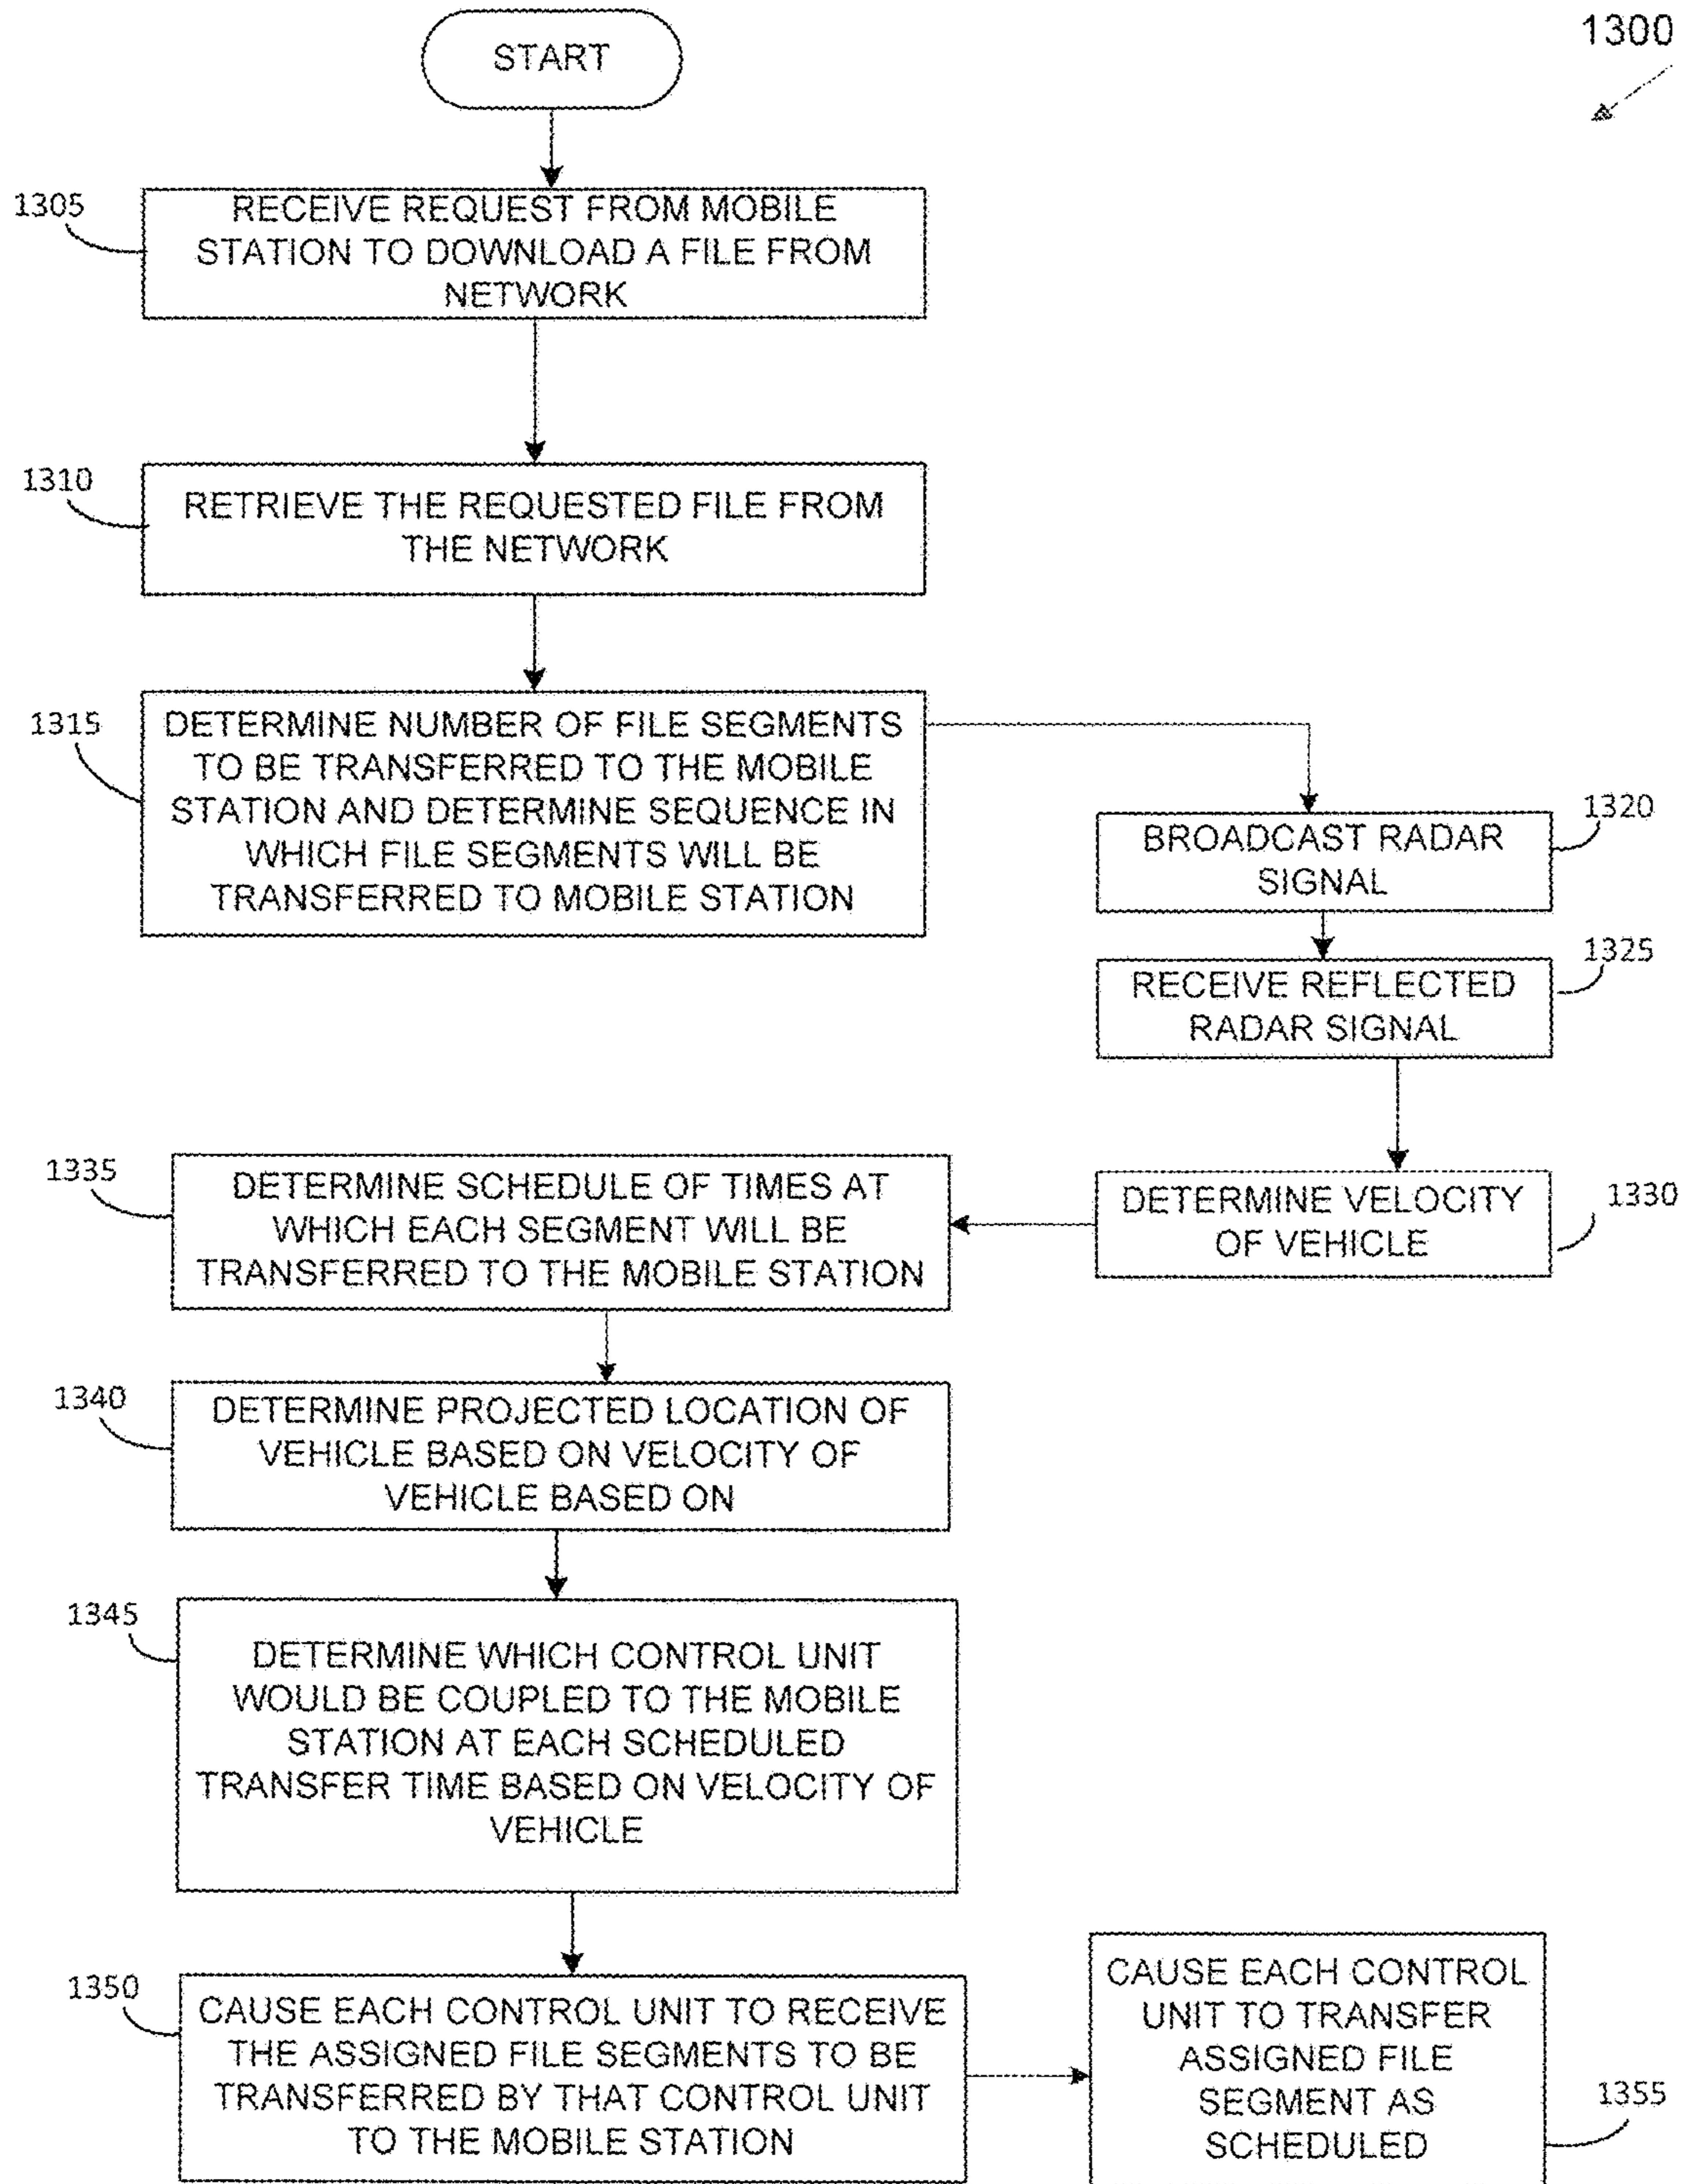 1300
START
1305
RECEIVE REQUEST FROM MOBILE
STATION TO DOWNLOAD A FILE FROM
NETWORK
1310
RETRIEVE THE REQUESTED FILE FROM
THE NETWORK
1315
DETERMINE NUMBER OF FILE SEGMENTS
TO BE TRANSFERRED TO THE MOBILE
STATION AND DETERMINE SEQUENCE IN
WHICH FILE SEGMENTS WILL BE
TRANSFERRED TO MOBILE STATION
1320
BROADCAST RADAR
SIGNAL
1325
RECEIVE REFLECTED
RADAR SIGNAL
1330
DETERMINE VELOCITY
OF VEHICLE
1335
DETERMINE SCHEDULE OF TIMES AT
WHICH EACH SEGMENT WILL BE
TRANSFERRED TO THE MOBILE STATION
1340
DETERMINE PROJECTED LOCATION OF
VEHICLE BASED ON VELOCITY OF
VEHICLE BASED ON
1345
DETERMINE WHICH CONTROL UNIT
WOULD BE COUPLED TO THE MOBILE
STATION AT EACH SCHEDULED
TRANSFER TIME BASED ON VELOCITY OF
VEHICLE
1350
CAUSE EACH CONTROL UNIT TO RECEIVE
THE ASSIGNED FILE SEGMENTS TO BE
TRANSFERRED BY THAT CONTROL UNIT
TO THE MOBILE STATION
CAUSE EACH CONTROL
UNIT TO TRANSFER
ASSIGNED FILE
SEGMENT AS
SCHEDULED
1355